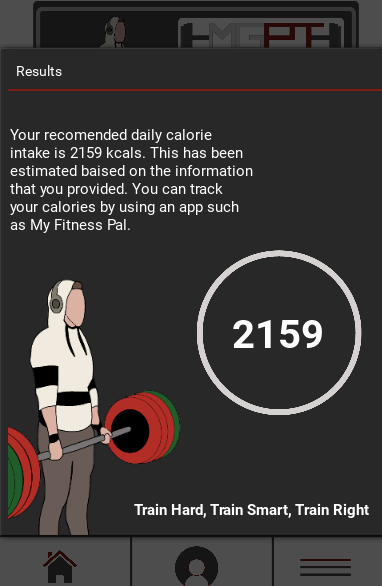 MGPT
Results
Your recomended daily calorie
intake is 2159 kcals. This has been
estimated baised on the information
that you provided. You can track
your calories by using an app such
as My Fitness Pal.
2159
Train Hard, Train Smart, Train Right